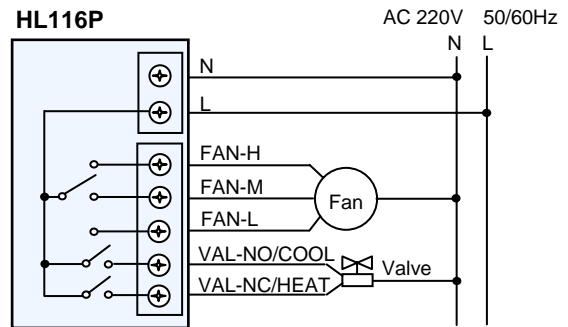 HL116P
AC 220V 50/60Hz
N L
N
L
FAN-H
FAN-M
FAN-L
Fan
VAL-NO/COOL
Valve
VAL-NC/HEAT